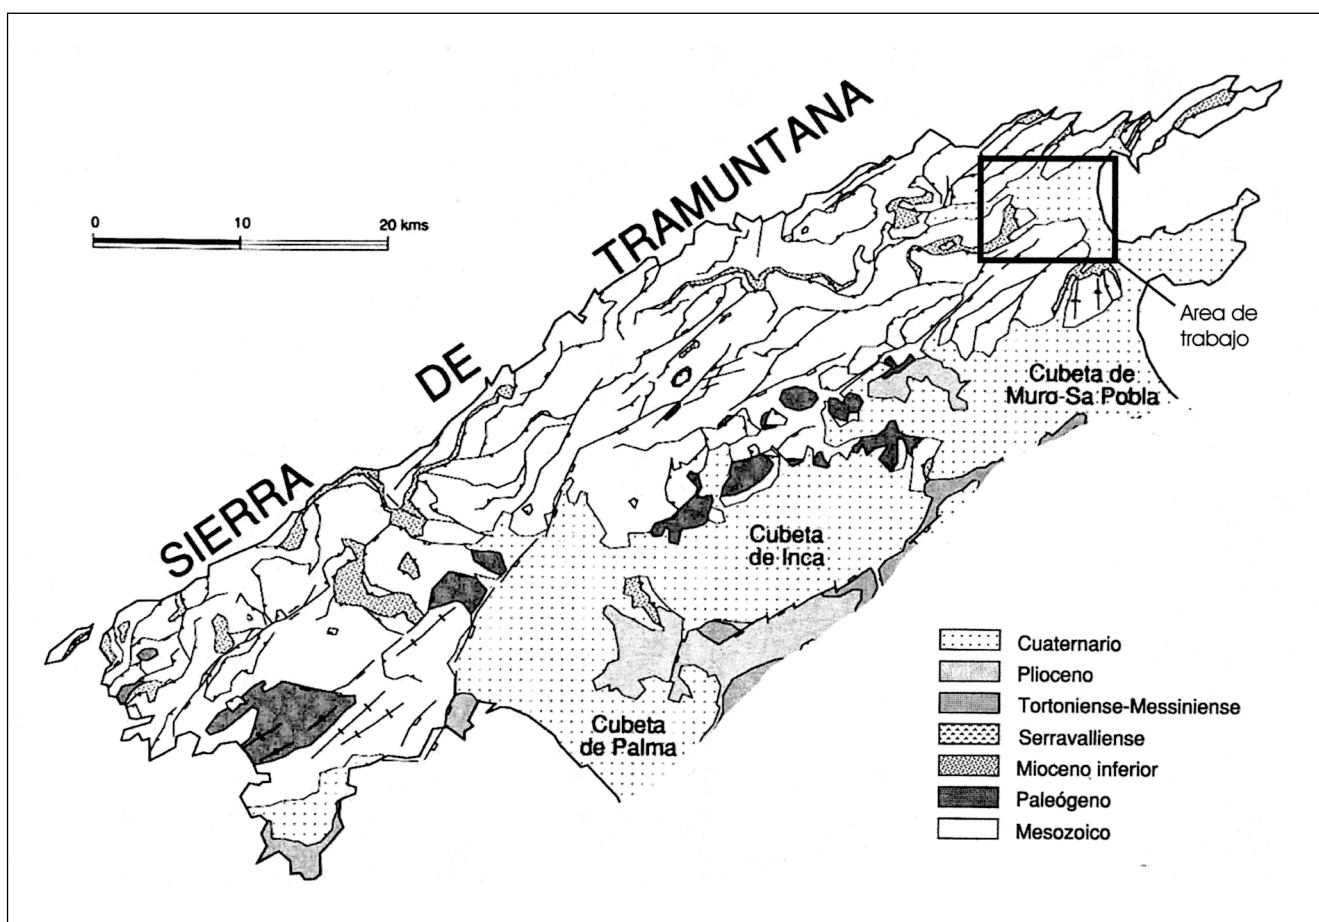 SIERRA DE TRAMUNTANA
0 10 20 kms
Area de
trabajo
Cubeta de
Muro-Sa Pobla
Cubeta
de Inca
Cubeta
de Palma
Cuaternario
Plioceno
Tortoniense-Messiniense
Serravalliense
Mioceno inferior
Paleógeno
Mesozoico